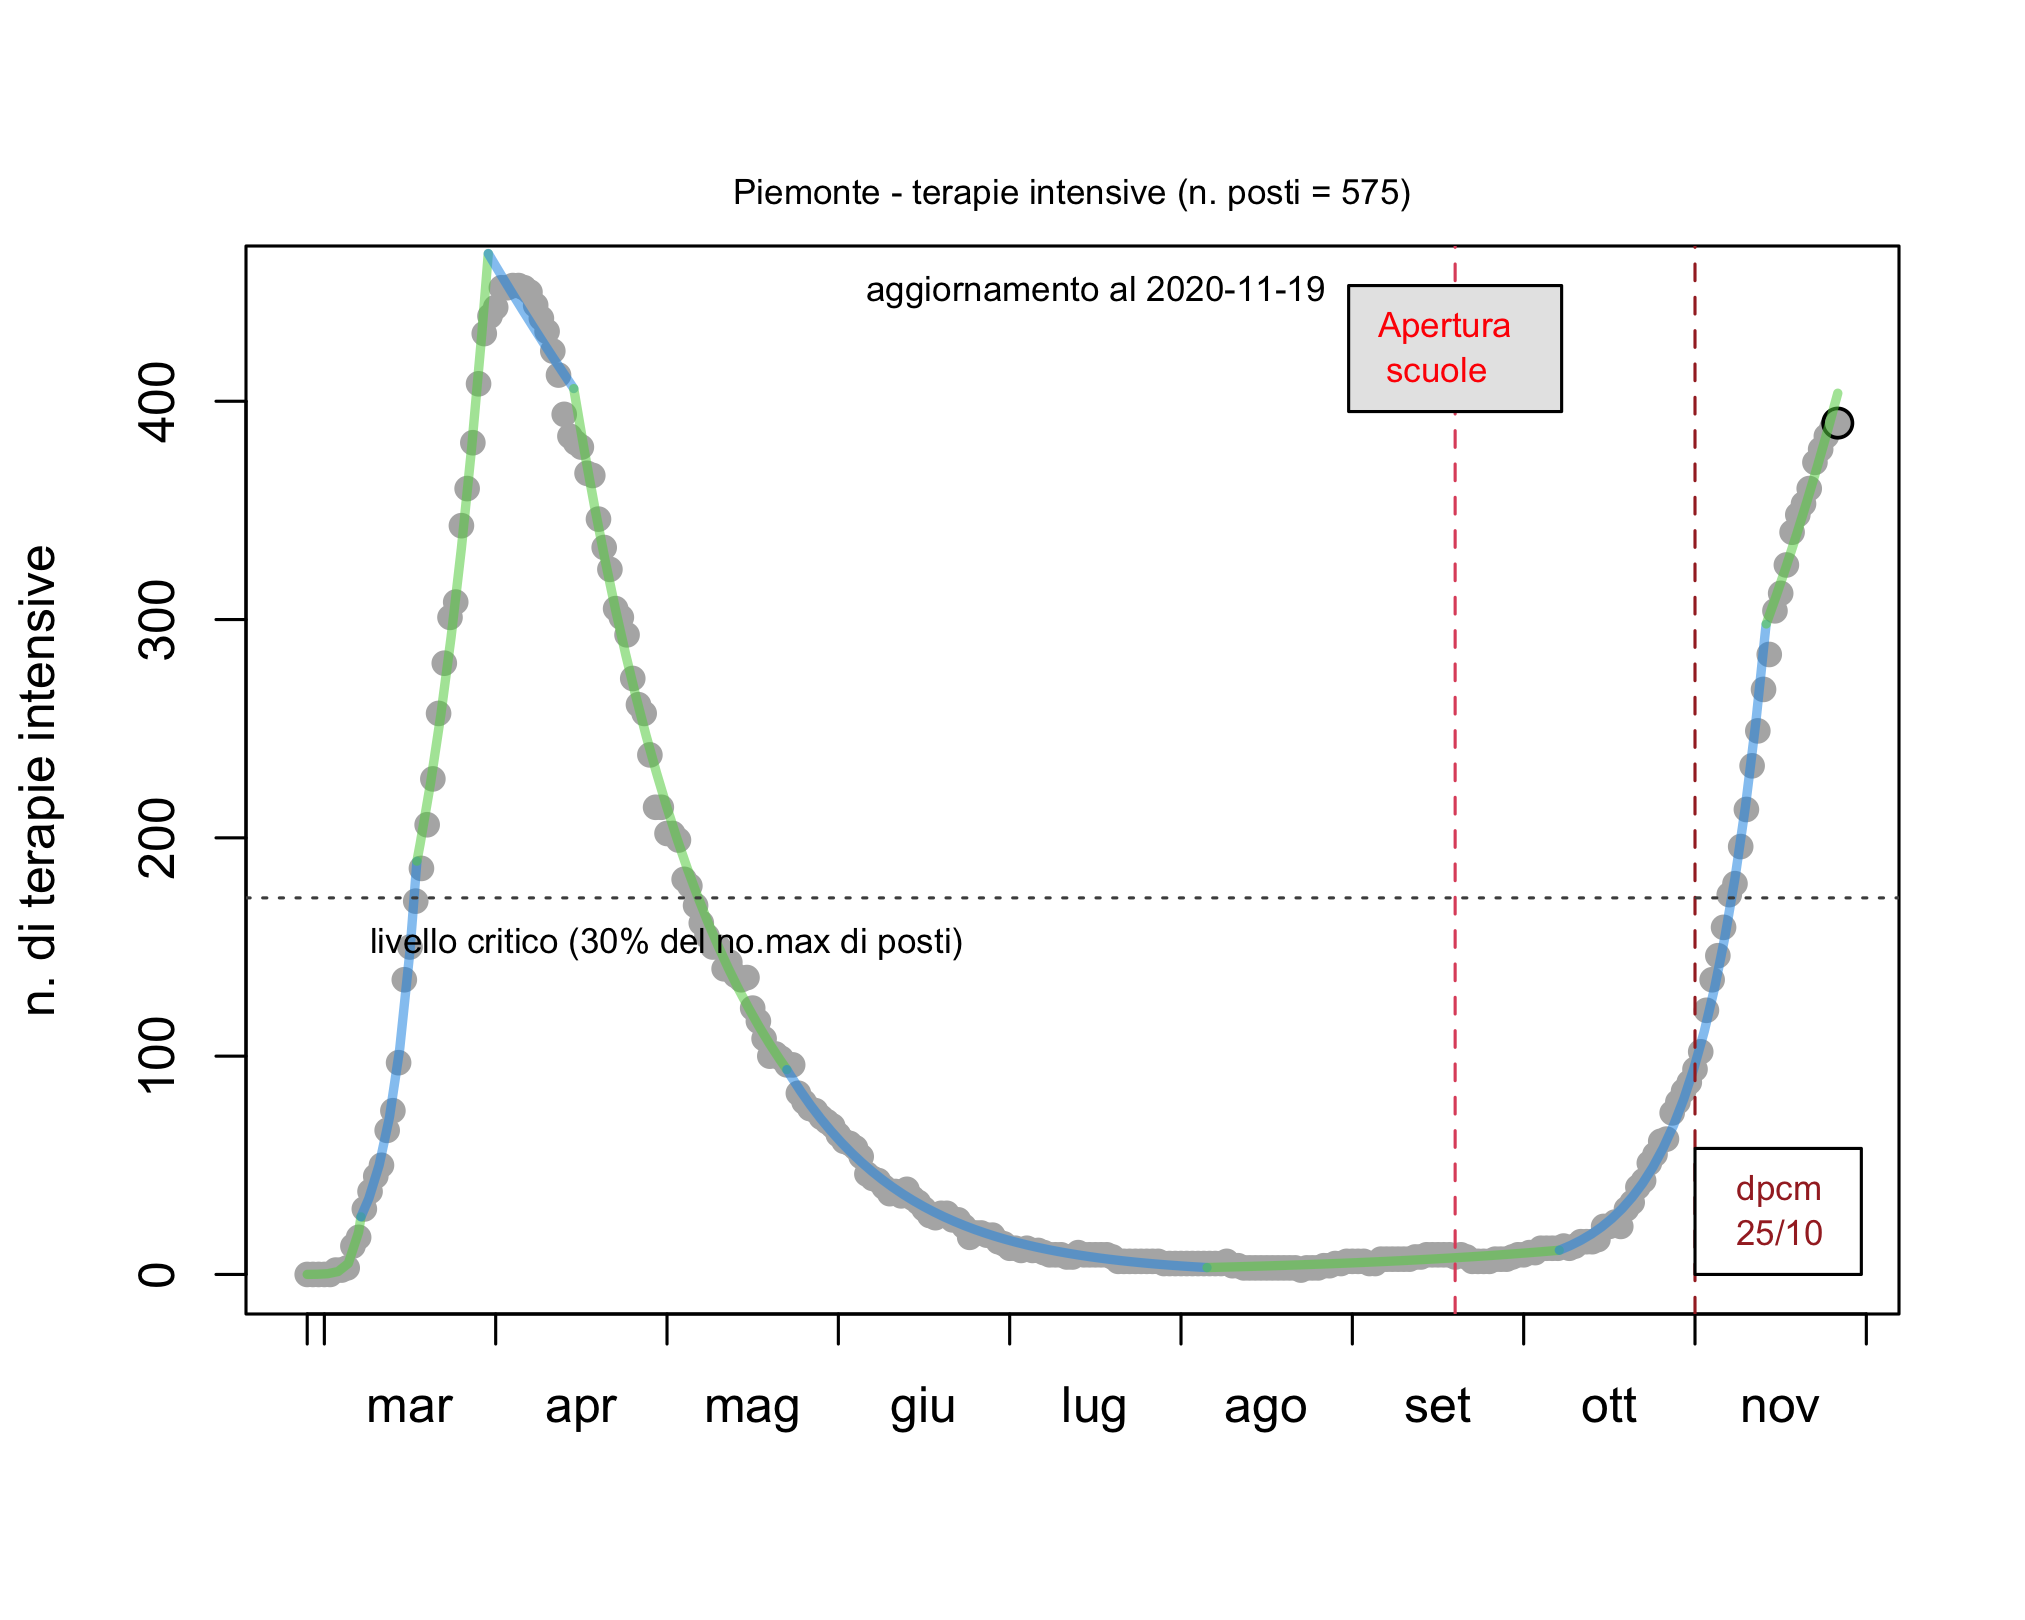 Piemonte - terapie intensive (n. posti = 575)
aggiornamento al 2020-11-19
Apertura
scuole
400
300
200
100
0
n. di terapie intensive
livello critico (30% del no.max di posti)
dpcm
25/10
mar apr mag giu lug ago set ott nov